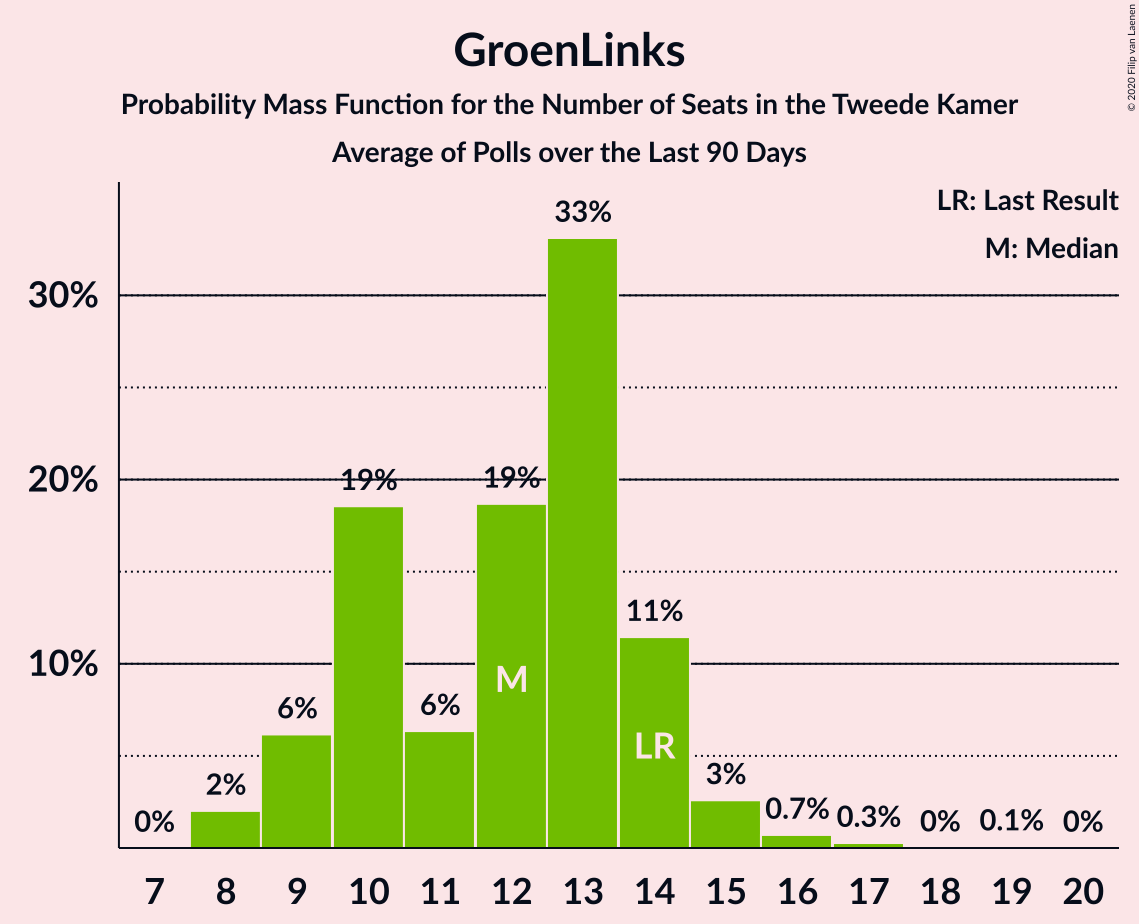 GroenLinks
Probability Mass Function for the Number of Seats in the Tweede Kamer
Average of Polls over the Last 90 Days
© 2020 Filip van Laenen
LR: Last Result
M: Median
30%
20%
10%
0%
2%
6%
19%
6%
19%
33%
11%
3%
0.7%
0.3%
0%
0.1%
0%
M
LR
7 8 9 10 11 12 13 14 15 16 17 18 19 20